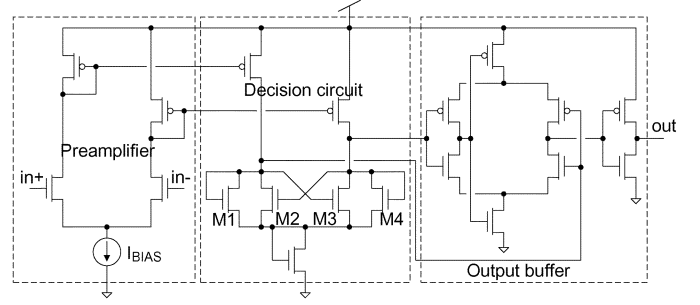 Decision circuit
out
Preamplifier
in+
in-
M1
M2
M3
M4
IBIAS
Output buffer